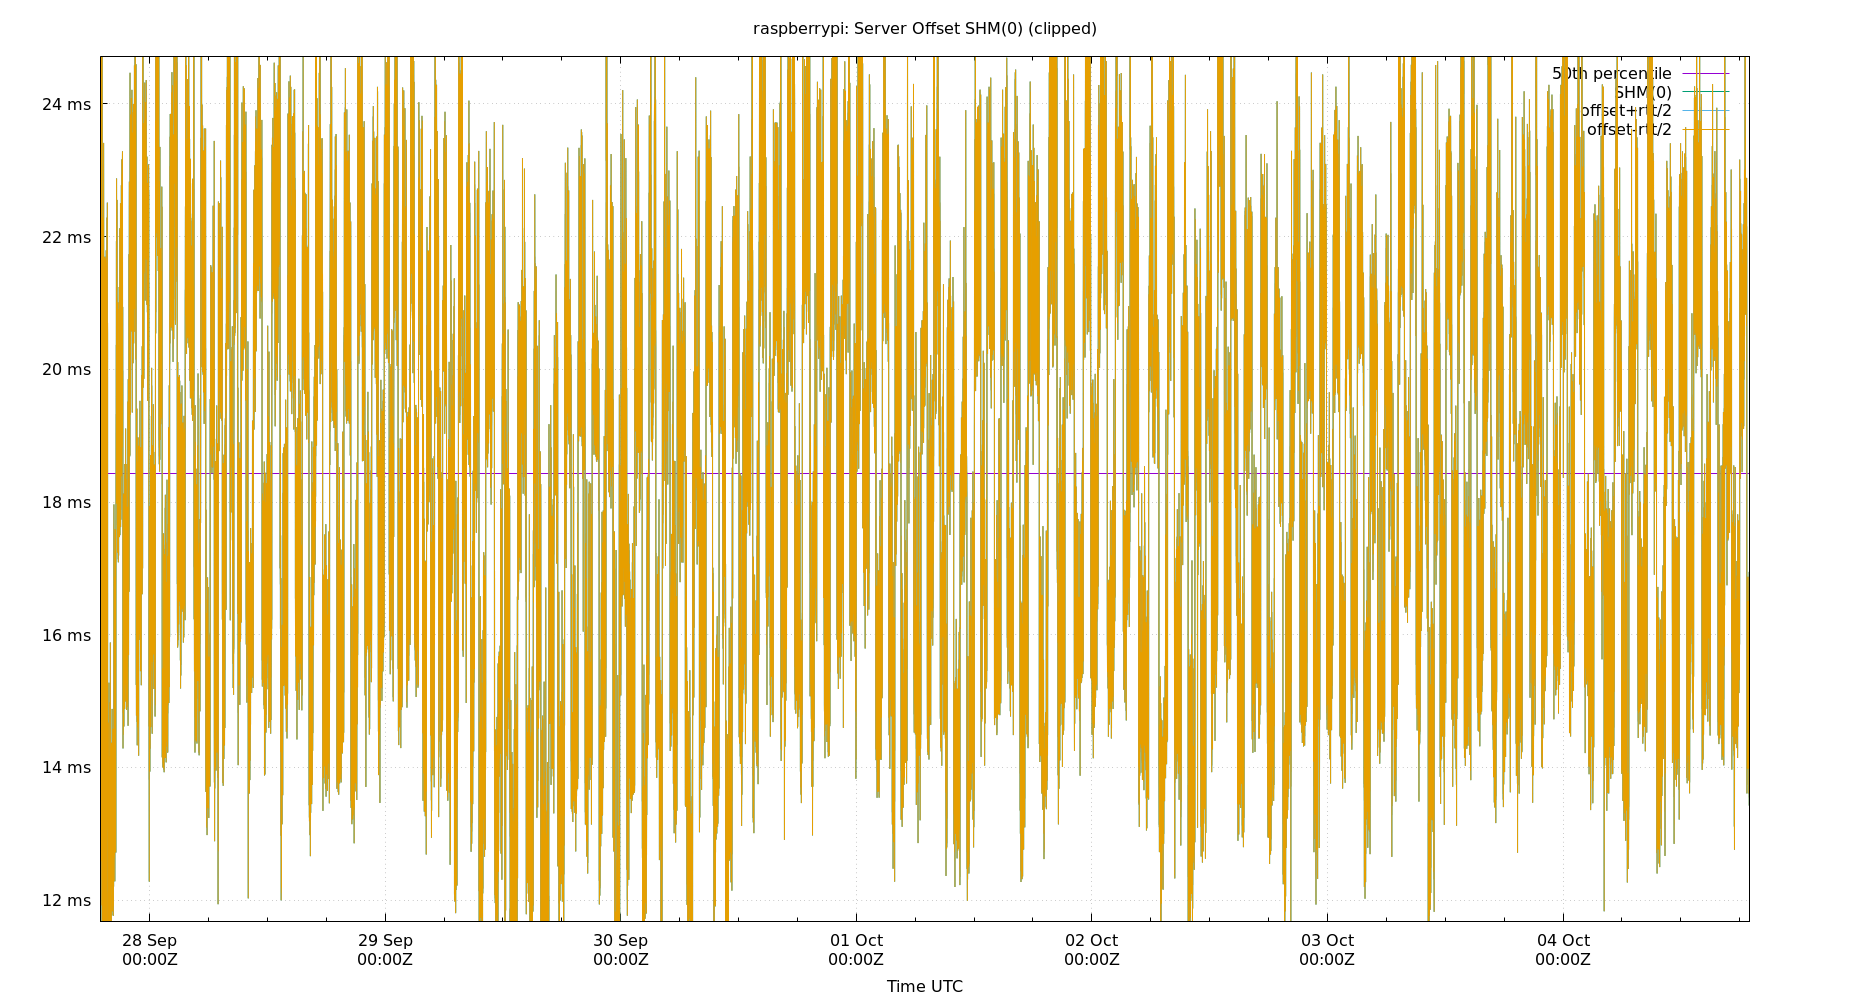 raspberrypi: Server Offset SHM(0) (clipped)
50th percentile
SHM(0)
offset+rtt/2
offset-rtt/2
24 ms
22 ms
20 ms
18 ms
16 ms
14 ms
12 ms
28 Sep
00:00Z
29 Sep
00:00Z
30 Sep
00:00Z
01 Oct
00:00Z
02 Oct
00:00Z
03 Oct
00:00Z
04 Oct
00:00Z
Time UTC